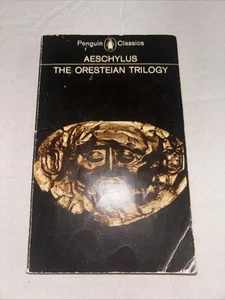 Penguin Classics
AESCHYLUS
THE ORESTEIAN TRILOGY